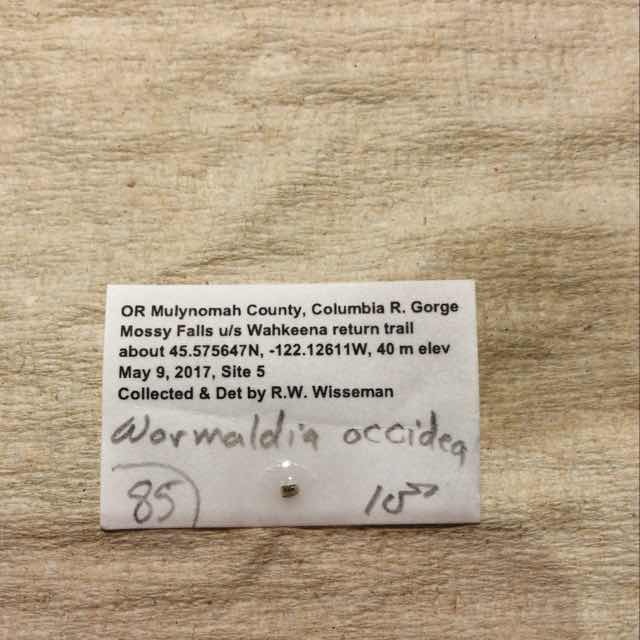 OR Mulynomah County, Columbia R. Gorge
Mossy Falls u/s Wahkeena return trail
about 45.575647N, -122.12611W, 40 m elev
May 9, 2017, Site 5
Collected & Det by R.W. Wisseman
Wormaldia occidea
85